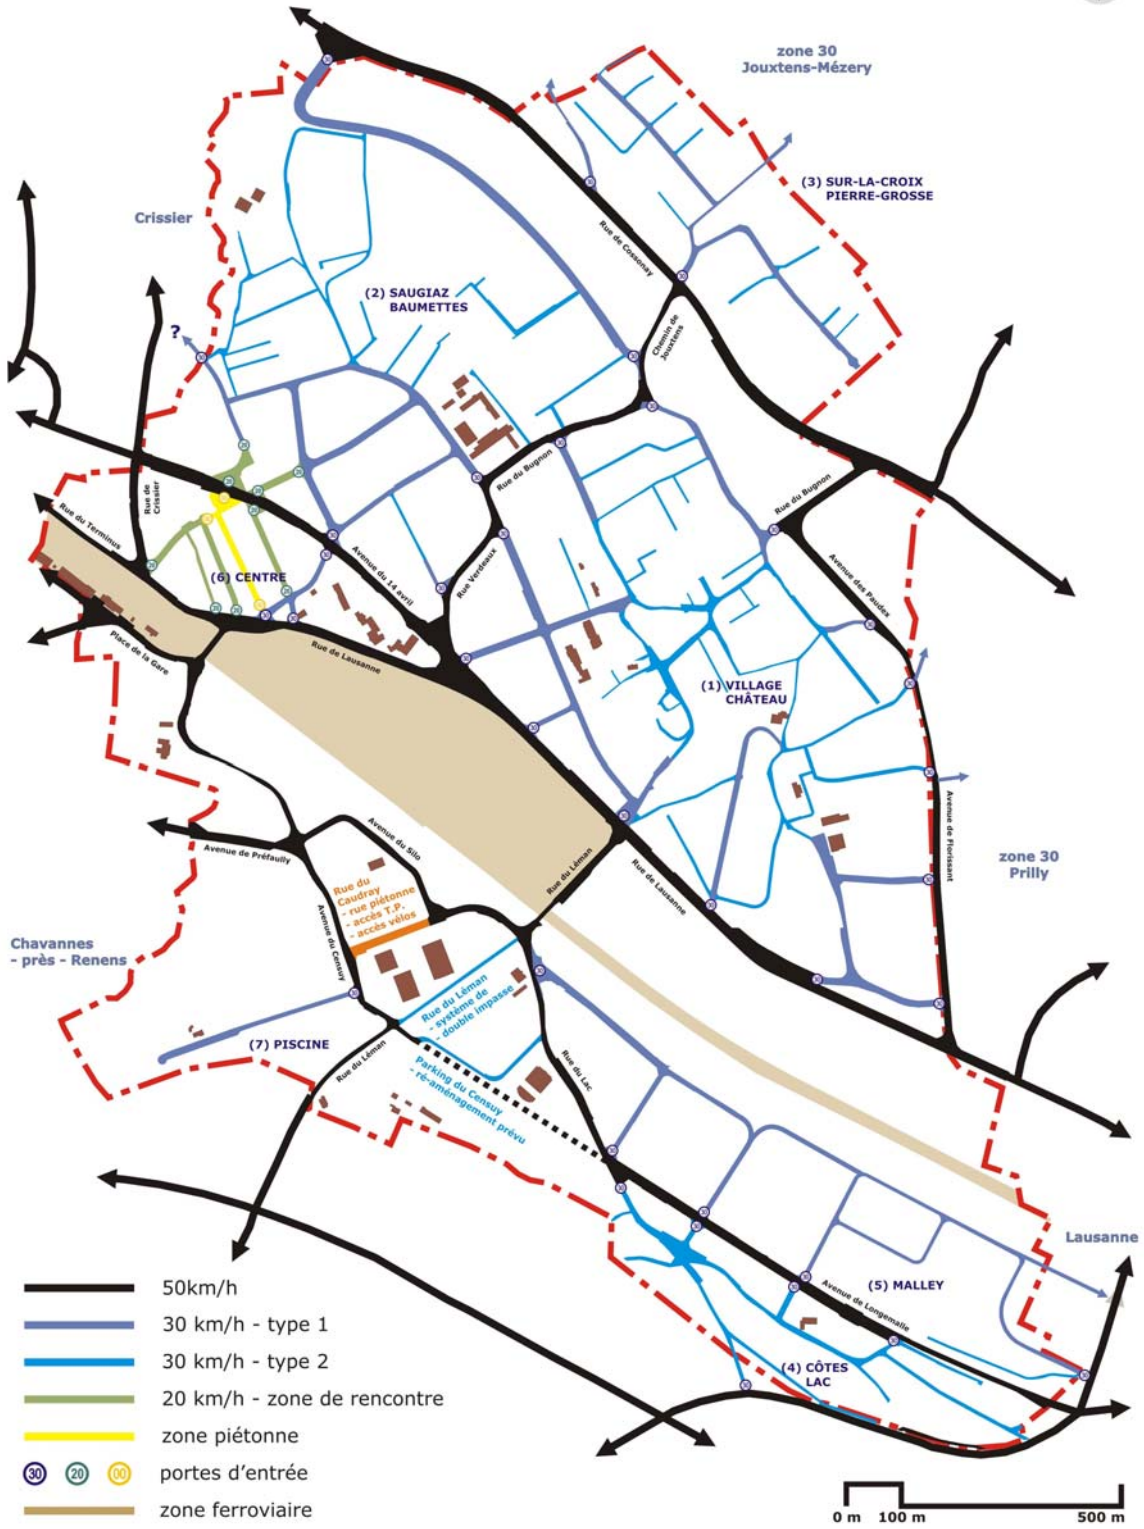 zone 30
Jouxtens-Mézery
(3) SUR-LA-CROIX
PIERRE-GROSSE
Crissier
Rue de Cossonay
(2) SAUGIAZ
BAUMETTES
?
Chemin de
Jouxtens
Rue du Bugnon
Rue du Bugnon
Rue de
Crissier
Rue du Terminus
(6) CENTRE
Avenue du 14 avril
Rue Verdeaux
Avenue des Paudex
Place de la Gare
Rue de Lausanne
(1) VILLAGE
CHÂTEAU
Avenue de Florissant
Avenue du Silo
Avenue de Préfaully
Rue du Léman
Rue de Lausanne
zone 30
Prilly
Rue du
Caudray
- rue piétonne
- accès T.P.
- accès vélos
Avenue du Censuy
Chavannes
- près - Renens
Rue du Léman
- système de
- double impasse
(7) PISCINE
Rue du Léman
Rue du Lac
Parking du Censuy
- ré-aménagement prévu
Lausanne
(5) MALLEY
Avenue de Longemalle
(4) CÔTES
LAC
50km/h
30 km/h - type 1
30 km/h - type 2
20 km/h - zone de rencontre
zone piétonne
30 20 00 portes d'entrée
zone ferroviaire
0 m 100 m 500 m